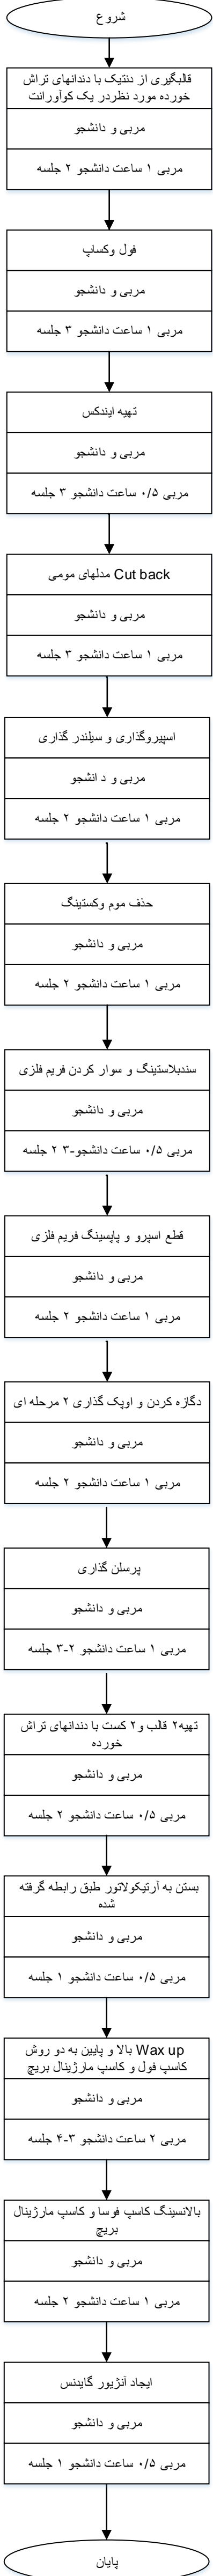 شروع
قالبگیری از دنتیک با دندانهای تراش
خورده مورد نظردر یک کوآورانت
مربی و دانشجو
مربی ۱ ساعت دانشجو ۲ جلسه
فول وکساپ
مربی و دانشجو
مربی ۱ ساعت دانشجو ۳ جلسه
تهیه ایندکس
مربی و دانشجو
مربی ۰/۵ ساعت دانشجو ۳ جلسه
Cut back مدلهای مومی
مربی و دانشجو
مربی ۱ ساعت دانشجو ۳ جلسه
اسپیروگذاری و سیلندر گذاری
مربی و د انشجو
مربی ۱ ساعت دانشجو ۲ جلسه
حذف موم وکستینگ
مربی و دانشجو
مربی ۱ ساعت دانشجو ۲ جلسه
سندبلاستینگ و سوار کردن فریم فلزی
مربی و دانشجو
مربی ۰/۵ ساعت دانشجو-۳ ۲ جلسه
قطع اسپرو و پاپسینگ فریم فلزی
مربی و دانشجو
مربی ۱ ساعت دانشجو ۲ جلسه
دگازه کردن و اوپک گذاری ۲ مرحله ای
مربی و دانشجو
مربی ۱ ساعت دانشجو ۲ جلسه
پرسلن گذاری
مربی و دانشجو
مربی ۱ ساعت دانشجو ۲-۳ جلسه
تهیه۲ قالب و۲ کست با دندانهای تراش
خورده
مربی و دانشجو
مربی ۰/۵ ساعت دانشجو ۲ جلسه
بستن به آرتیکولاتور طبق رابطه گرفته
شده
مربی و دانشجو
مربی ۰/۵ ساعت دانشجو ۱ جلسه
Wax up بالا و پایین به دو روش
کاسپ فول و کاسپ مارژینال بریچ
مربی و دانشجو
مربی ۲ ساعت دانشجو ۳-۴ جلسه
بالانسینگ کاسپ فوسا و کاسپ مارژینال
بریچ
مربی و دانشجو
مربی ۱ ساعت دانشجو ۲ جلسه
ایجاد آنژیور گایدنس
مربی و دانشجو
مربی ۰/۵ ساعت دانشجو ۱ جلسه
پایان